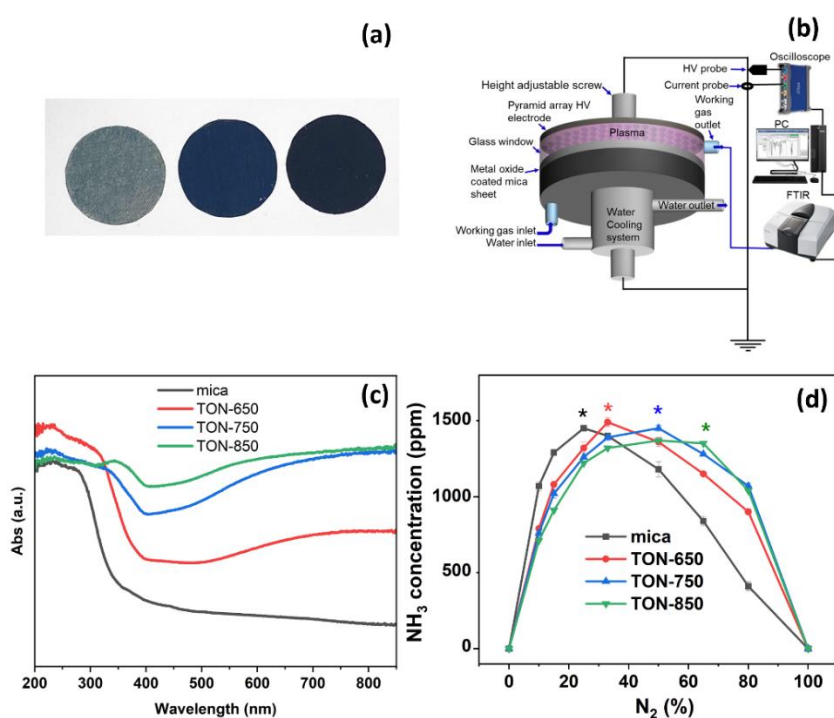 (a)
(b)
Oscilloscope
HV probe
Current probe
Height adjustable screw
Working
gas
outlet
Pyramid array HV
electrode
Plasma
PC
Glass window
Metal oxide
coated mica
sheet
FTIR
Water
Cooling
system
Water outlet
Working gas inlet
Water inlet
(c)
mica
TON-650
TON-750
TON-850
Abs (a.u.)
200 300 400 500 600 700 800
Wavelength (nm)
(d)
* * * *
1500
1000
500
0
NH3 concentration (ppm)
mica
TON-650
TON-750
TON-850
0 20 40 60 80 100
N2 (%)